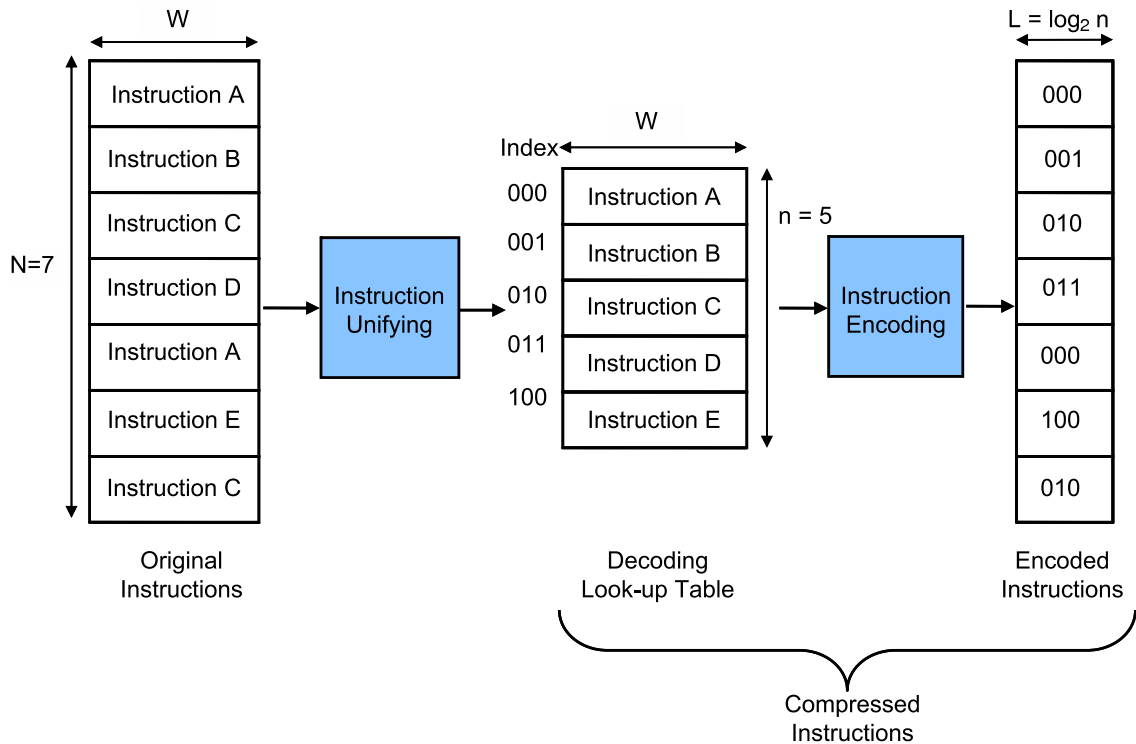 W
N=7
Instruction A
Instruction B
Instruction C
Instruction D
Instruction A
Instruction E
Instruction C
Original
Instructions
Instruction
Unifying
Index
W
000
001
010
011
100
Instruction A
Instruction B
Instruction C
Instruction D
Instruction E
n = 5
Decoding
Look-up Table
Instruction
Encoding
L = log₂ n
000
001
010
011
000
100
010
Encoded
Instructions
Compressed
Instructions